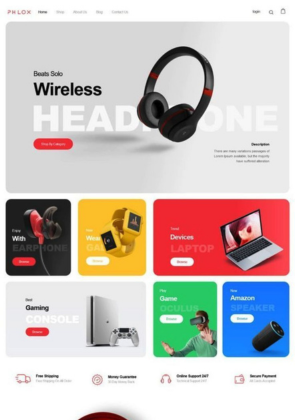 Home
Shop
About Us
Blog
Contact Us
Beats Solo
Wireless
HEADPHONE
Shop By Category
Description
There are many variations passages of
Lorem Ipsum available, but the majority
have suffered alteration
Enjoy
With
EARPHONE
Browse
New
Wear
GADGET
Browse
Trend
Devices
LAPTOP
Browse
Best
Gaming
CONSOLE
Browse
Play
Game
OCULUS
Browse
New
Amazon
SPEAKER
Browse
Free Shipping
Free Shipping On All Order
Money Guarantee
30 Day Money Back
Online Support 24/7
Technical Support 24/7
Secure Payment
All Cards Accepted